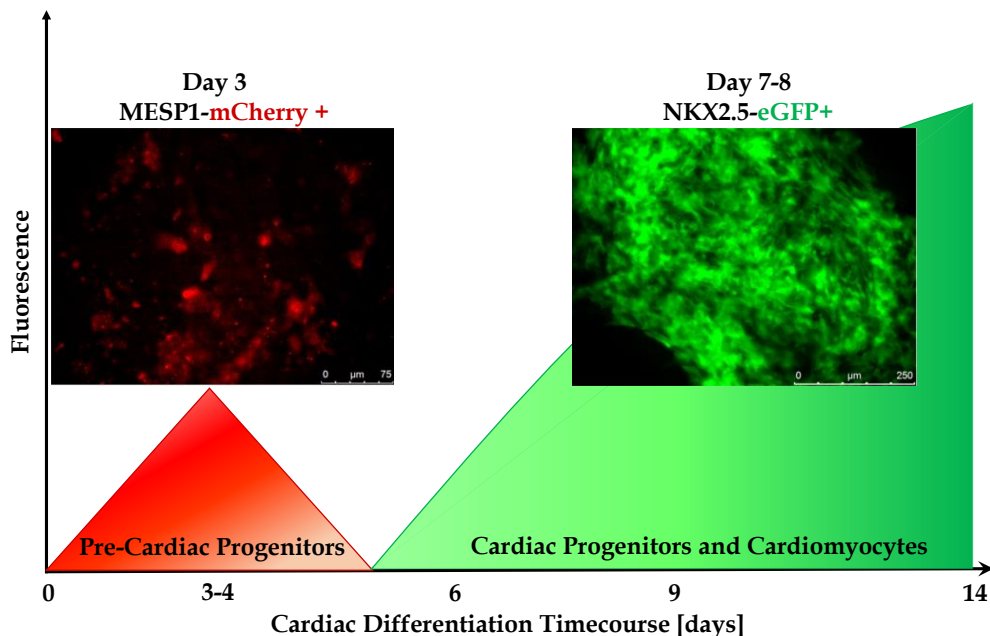 Day 3
MESP1-mCherry +
Day 7-8
NKX2.5-eGFP+
Fluorescence
0 µm 75
0 µm 250
Pre-Cardiac Progenitors
Cardiac Progenitors and Cardiomyocytes
0 3-4 6 9 14
Cardiac Differentiation Timecourse [days]